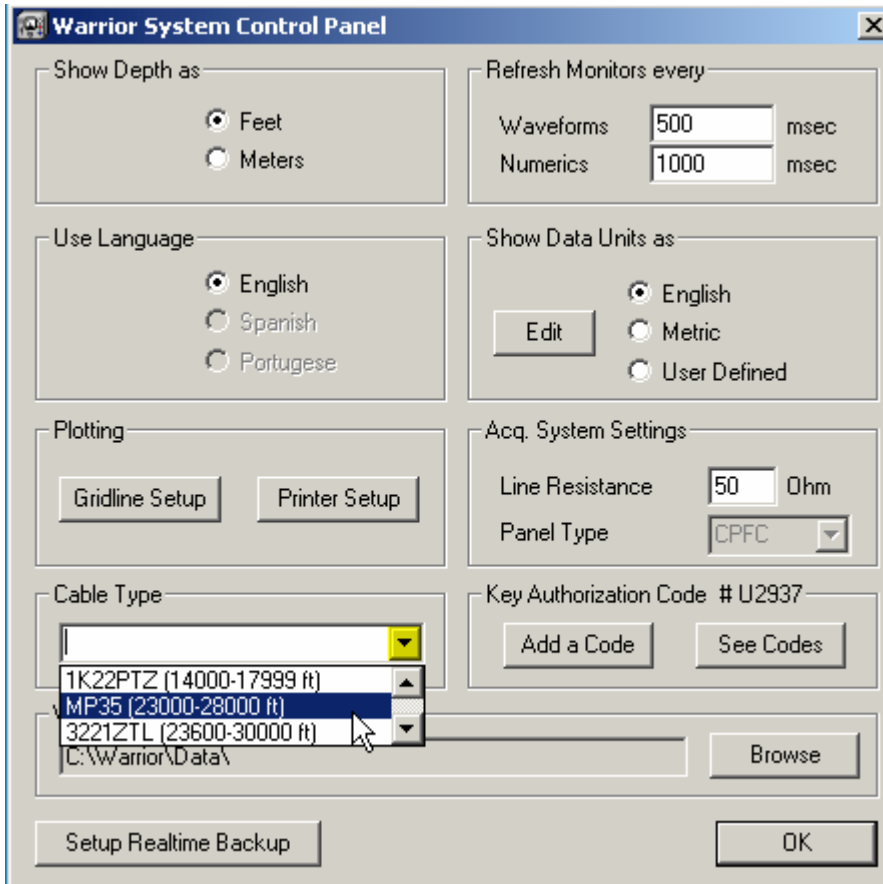 Warrior System Control Panel
Show Depth as
Feet
Meters
Refresh Monitors every
Waveforms 500 msec
Numerics 1000 msec
Use Language
English
Spanish
Portugese
Show Data Units as
Edit
English
Metric
User Defined
Plotting
Gridline Setup Printer Setup
Acq. System Settings
Line Resistance 50 Ohm
Panel Type CPFC
Cable Type
1K22PTZ (14000-17999 ft)
MP35 (23000-28000 ft)
3221ZTL (23600-30000 ft)
Key Authorization Code # U2937
Add a Code See Codes
C:\Warrior\Data\
Browse
Setup Realtime Backup
OK